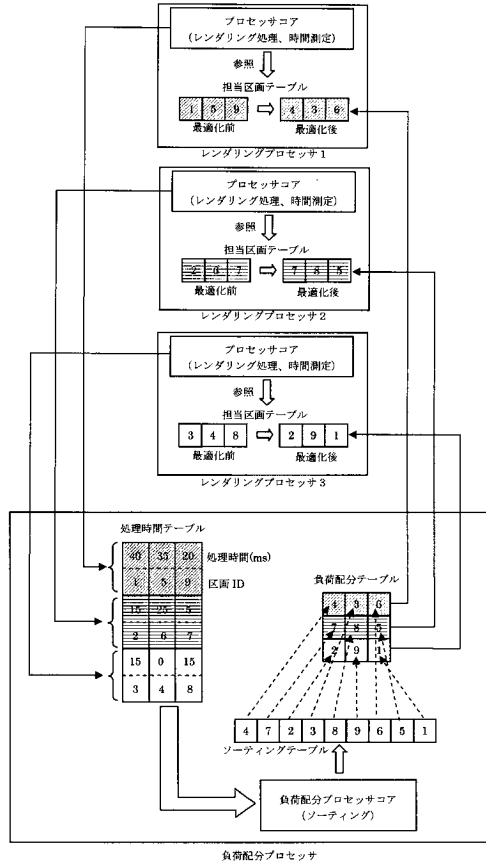 プロセッサコア
(レンダリング処理、時間測定)
参照
担当区画テーブル
1 5 9
4 3 6
最適化前
最適化後
レンダリングプロセッサ1
プロセッサコア
(レンダリング処理、時間測定)
参照
担当区画テーブル
2 6 7
7 8 5
最適化前
最適化後
レンダリングプロセッサ2
プロセッサコア
(レンダリング処理、時間測定)
参照
担当区画テーブル
3 4 8
2 9 1
最適化前
最適化後
レンダリングプロセッサ3
処理時間テーブル
40 35 20
処理時間(ms)
1 5 9
区画 ID
15 25 5
2 6 7
15 0 15
3 4 8
負荷配分テーブル
4 3 6
7 8 5
2 9
4 7 2 3 8 9 6 5 1
ソーティングテーブル
負荷配分プロセッサコア
(ソーティング)
負荷配分プロセッサ